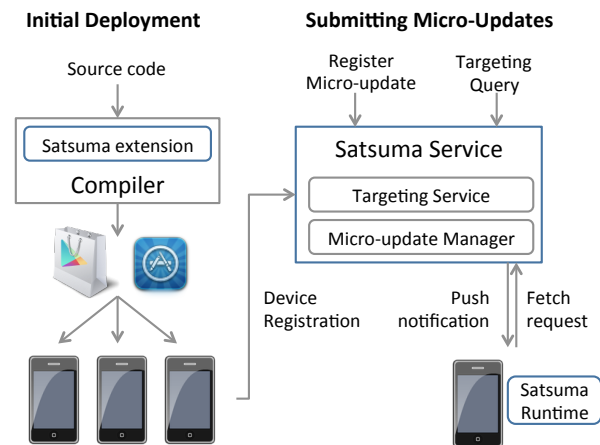 Initial Deployment
Source code
Satsuma extension
Compiler
Submitting Micro-Updates
Register
Micro-update
Targeting
Query
Satsuma Service
Targeting Service
Micro-update Manager
Device
Registration
Push
notification
Fetch
request
Satsuma
Runtime